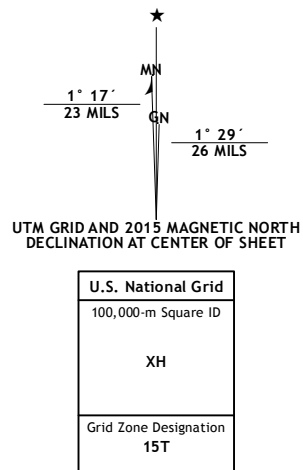 MN
1° 17´
23 MILS
GN
1° 29´
26 MILS
UTM GRID AND 2015 MAGNETIC NORTH
DECLINATION AT CENTER OF SHEET
U.S. National Grid
100,000-m Square ID
XH
Grid Zone Designation
15T